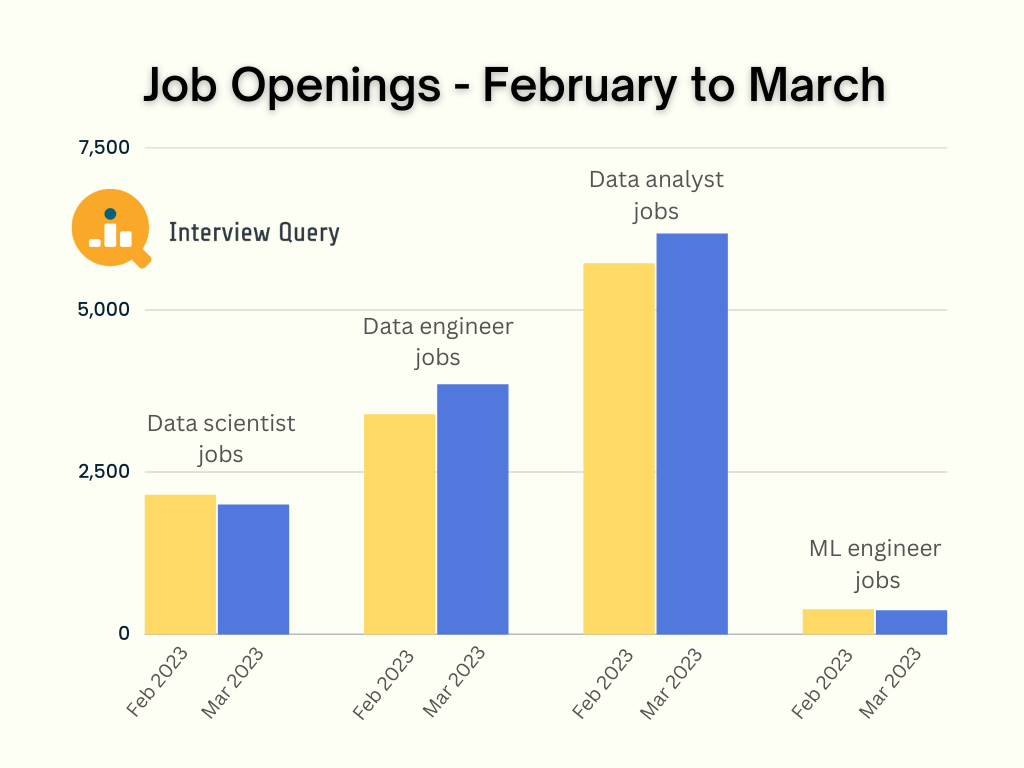 Job Openings - February to March
7,500
Data analyst
jobs
Interview Query
5,000
Data engineer
jobs
Data scientist
jobs
2,500
ML engineer
jobs
0
Feb 2023
Mar 2023
Feb 2023
Mar 2023
Feb 2023
Mar 2023
Feb 2023
Mar 2023